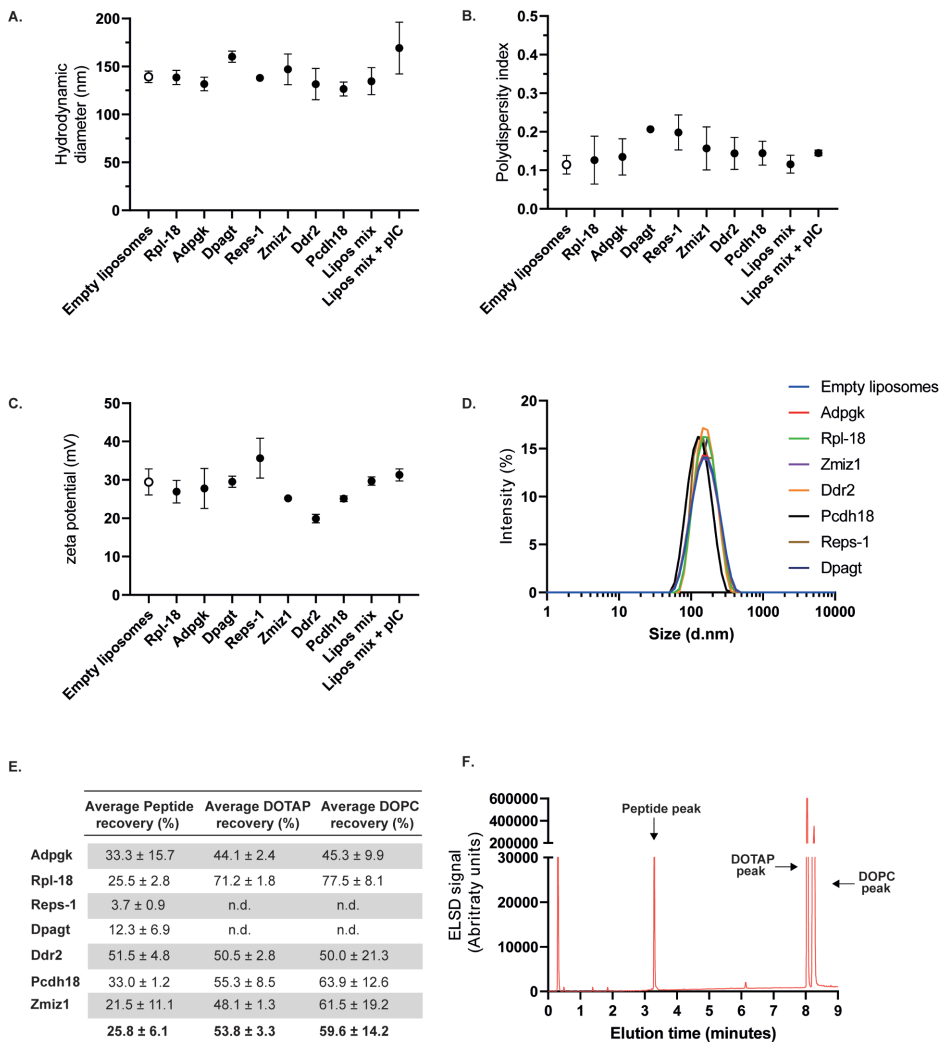 A.
200
150
100
50
0
Hydrodynamic
diameter (nm)
Empty liposomes
Rpl-18
Adpgk
Dpagt
Reps-1
Zmiz1
Ddr2
Pcdh18
Lipos mix
Lipos mix + pIC
B.
0.5
0.4
0.3
0.2
0.1
0.0
Polydispersity index
Empty liposomes
Rpl-18
Adpgk
Dpagt
Reps-1
Zmiz1
Ddr2
Pcdh18
Lipos mix
Lipos mix + pIC
C.
50
40
30
20
10
0
zeta potential (mV)
Empty liposomes
Rpl-18
Adpgk
Dpagt
Reps-1
Zmiz1
Ddr2
Pcdh18
Lipos mix
Lipos mix + pIC
D.
20
15
10
5
0
Intensity (%)
1 10 100 1000 10000
Size (d.nm)
Empty liposomes
Adpgk
Rpl-18
Zmiz1
Ddr2
Pcdh18
Reps-1
Dpagt
E.
Average Peptide Average DOTAP Average DOPC
recovery (%) recovery (%) recovery (%)
Adpgk 33.3 ± 15.7 44.1 ± 2.4 45.3 ± 9.9
Rpl-18 25.5 ± 2.8 71.2 ± 1.8 77.5 ± 8.1
Reps-1 3.7 ± 0.9 n.d. n.d.
Dpagt 12.3 ± 6.9 n.d. n.d.
Ddr2 51.5 ± 4.8 50.5 ± 2.8 50.0 ± 21.3
Pcdh18 33.0 ± 1.2 55.3 ± 8.5 63.9 ± 12.6
Zmiz1 21.5 ± 11.1 48.1 ± 1.3 61.5 ± 19.2
25.8 ± 6.1 53.8 ± 3.3 59.6 ± 14.2
F.
600000
400000
200000
30000
20000
10000
0
ELSD signal
(Abritraty units)
Peptide peak
DOTAP
peak
DOPC
peak
0 1 2 3 4 5 6 7 8 9
Elution time (minutes)